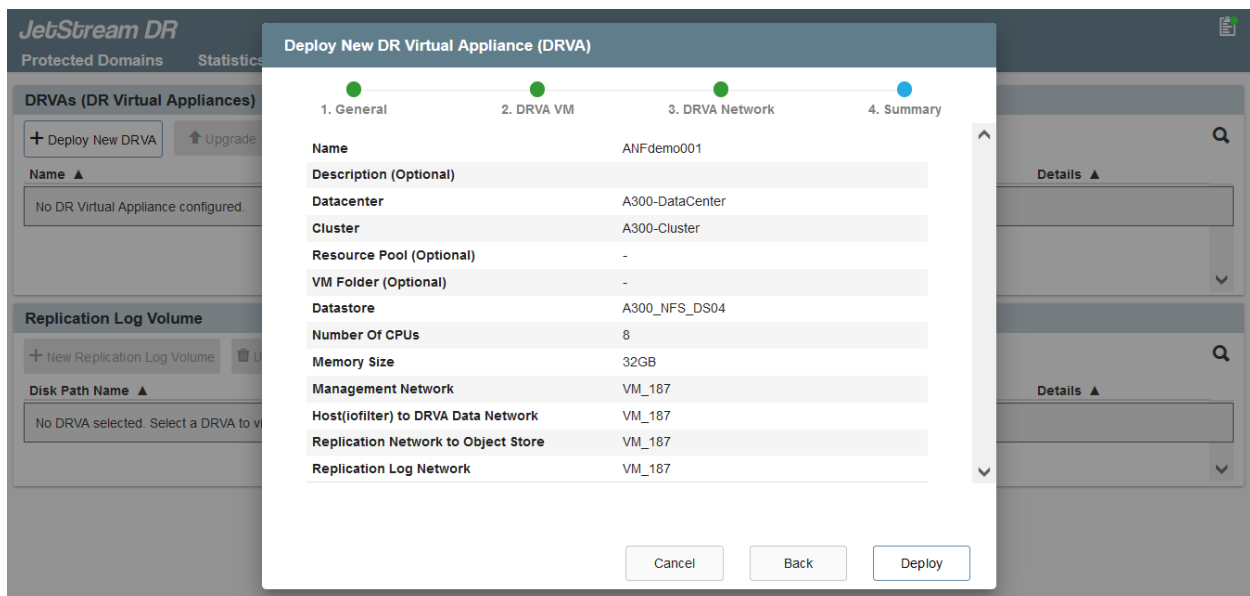 JetStream DR
Protected Domains Statistics
DRVAs (DR Virtual Appliances)
+ Deploy New DRVA Upgrade
Name ▲ Details ▲
No DR Virtual Appliance configured.
Replication Log Volume
+ New Replication Log Volume U
Disk Path Name ▲ Details ▲
No DRVA selected. Select a DRVA to vi
Deploy New DR Virtual Appliance (DRVA)
1. General 2. DRVA VM 3. DRVA Network 4. Summary
Name ANFdemo001
Description (Optional)
Datacenter A300-DataCenter
Cluster A300-Cluster
Resource Pool (Optional) -
VM Folder (Optional) -
Datastore A300_NFS_DS04
Number Of CPUs 8
Memory Size 32GB
Management Network VM_187
Host(iofilter) to DRVA Data Network VM_187
Replication Network to Object Store VM_187
Replication Log Network VM_187
Cancel Back Deploy